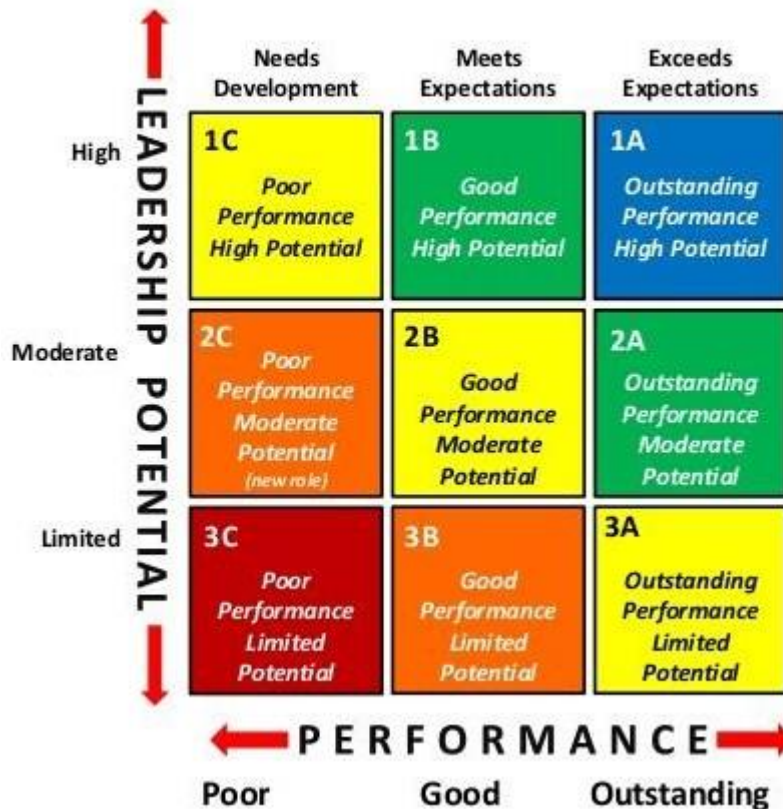 Needs
Development
Meets
Expectations
Exceeds
Expectations
LEADERSHIP POTENTIAL
High
1C
Poor
Performance
High Potential
1B
Good
Performance
High Potential
1A
Outstanding
Performance
High Potential
Moderate
2C
Poor
Performance
Moderate
Potential
(new role)
2B
Good
Performance
Moderate
Potential
2A
Outstanding
Performance
Moderate
Potential
Limited
3C
Poor
Performance
Limited
Potential
3B
Good
Performance
Limited
Potential
3A
Outstanding
Performance
Limited
Potential
PERFORMANCE
Poor
Good
Outstanding